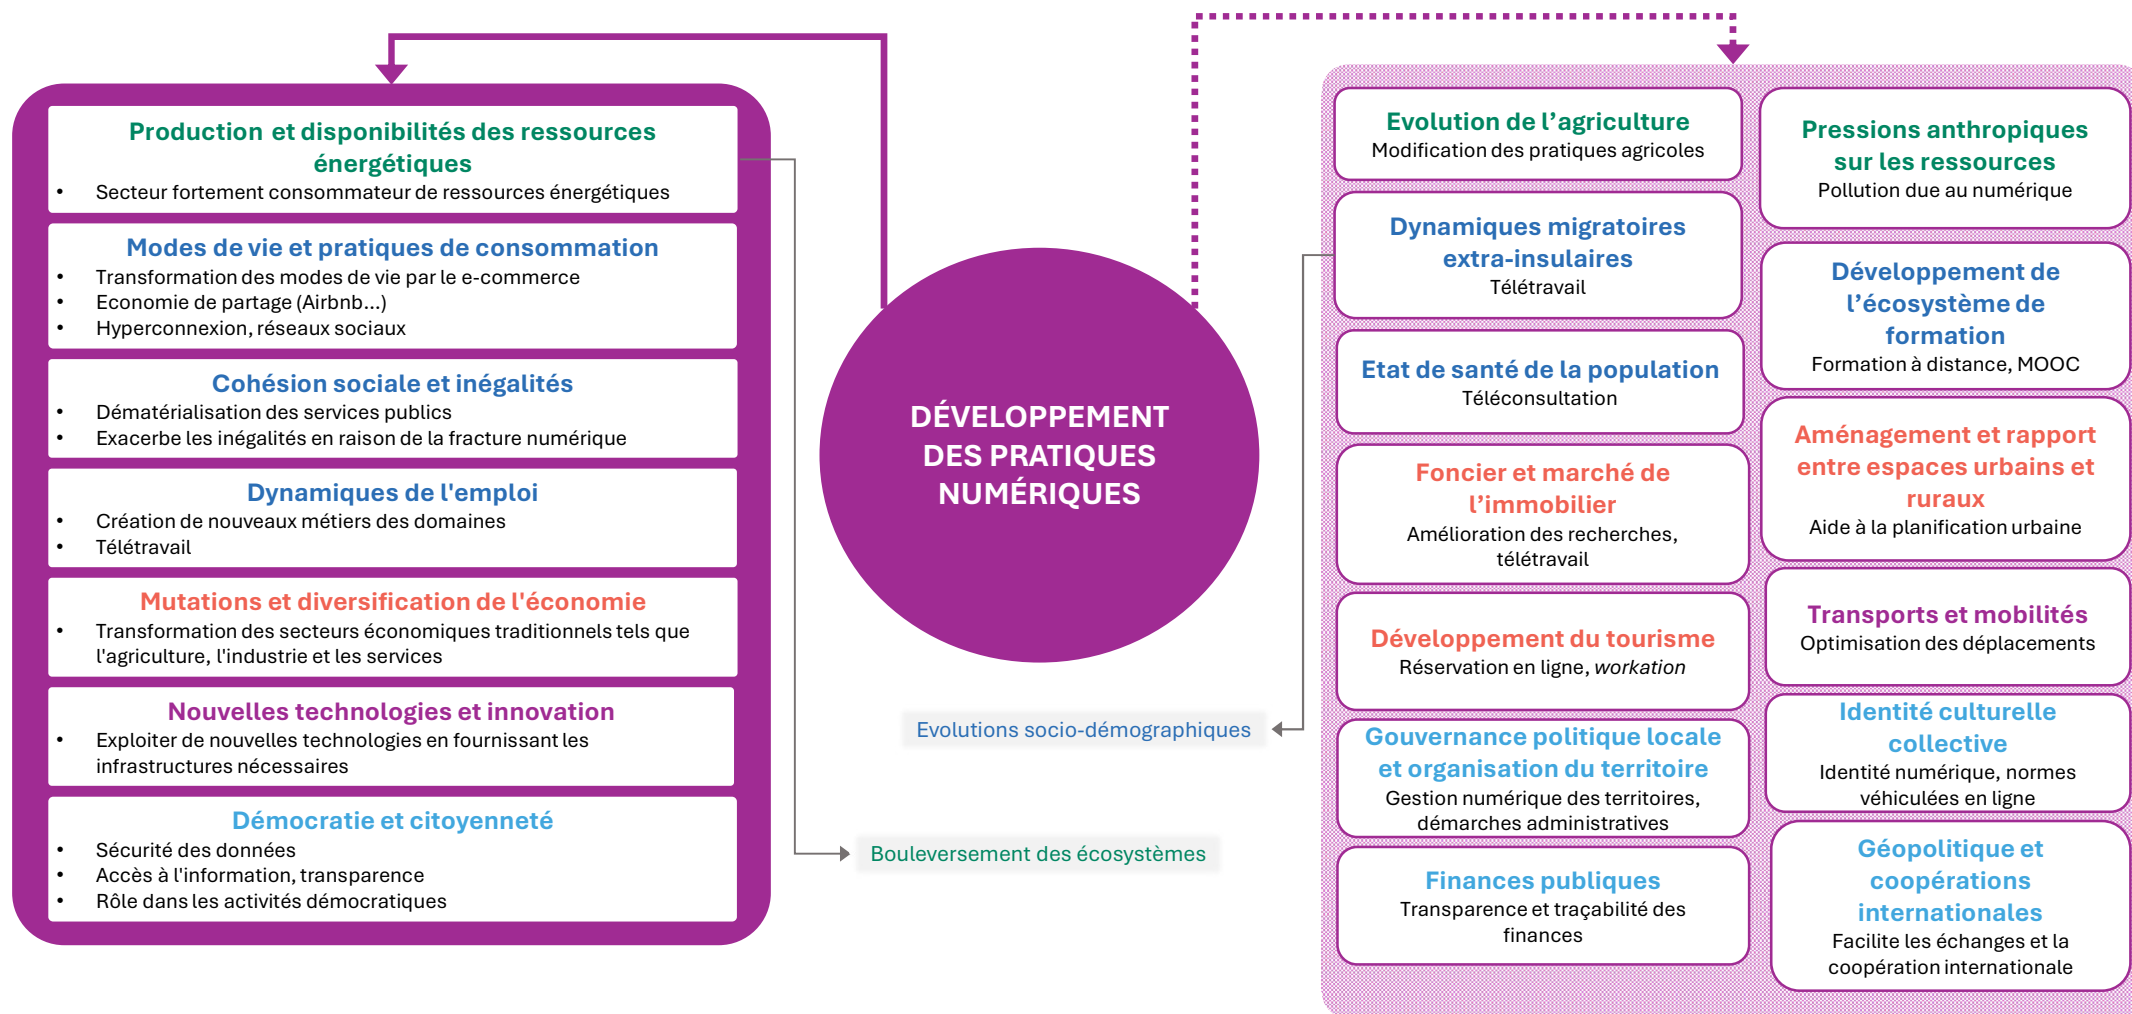 Production et disponibilités des ressources
énergétiques
• Secteur fortement consommateur de ressources énergétiques
Modes de vie et pratiques de consommation
• Transformation des modes de vie par le e-commerce
• Economie de partage (Airbnb...)
• Hyperconnexion, réseaux sociaux
Cohésion sociale et inégalités
• Dématérialisation des services publics
• Exacerbe les inégalités en raison de la fracture numérique
Dynamiques de l'emploi
• Création de nouveaux métiers des domaines
• Télétravail
Mutations et diversification de l'économie
• Transformation des secteurs économiques traditionnels tels que
l'agriculture, l'industrie et les services
Nouvelles technologies et innovation
• Exploiter de nouvelles technologies en fournissant les
infrastructures nécessaires
Démocratie et citoyenneté
• Sécurité des données
• Accès à l'information, transparence
• Rôle dans les activités démocratiques
DÉVELOPPEMENT
DES PRATIQUES
NUMÉRIQUES
Evolutions socio-démographiques
Bouleversement des écosystèmes
Evolution de l’agriculture
Modification des pratiques agricoles
Dynamiques migratoires
extra-insulaires
Télétravail
Etat de santé de la population
Téléconsultation
Foncier et marché de
l’immobilier
Amélioration des recherches,
télétravail
Développement du tourisme
Réservation en ligne, workation
Gouvernance politique locale
et organisation du territoire
Gestion numérique des territoires,
démarches administratives
Finances publiques
Transparence et traçabilité des
finances
Pressions anthropiques
sur les ressources
Pollution due au numérique
Développement de
l’écosystème de
formation
Formation à distance, MOOC
Aménagement et rapport
entre espaces urbains et
ruraux
Aide à la planification urbaine
Transports et mobilités
Optimisation des déplacements
Identité culturelle
collective
Identité numérique, normes
véhiculées en ligne
Géopolitique et
coopérations
internationales
Facilite les échanges et la
coopération internationale